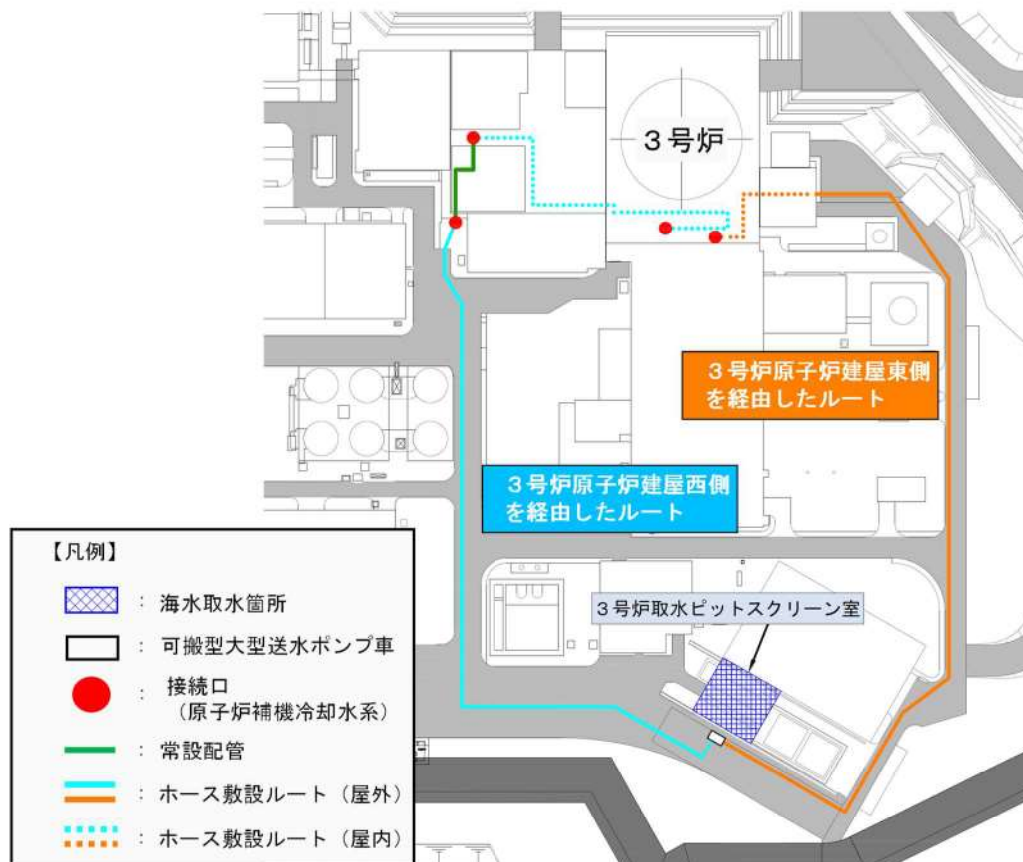 3号炉
3号炉原子炉建屋東側
を経由したルート
3号炉原子炉建屋西側
を経由したルート
3号炉取水ピットスクリーン室
【凡例】
: 海水取水箇所
: 可搬型大型送水ポンプ車
: 接続口
(原子炉補機冷却水系)
: 常設配管
: ホース敷設ルート(屋外)
: ホース敷設ルート(屋内)